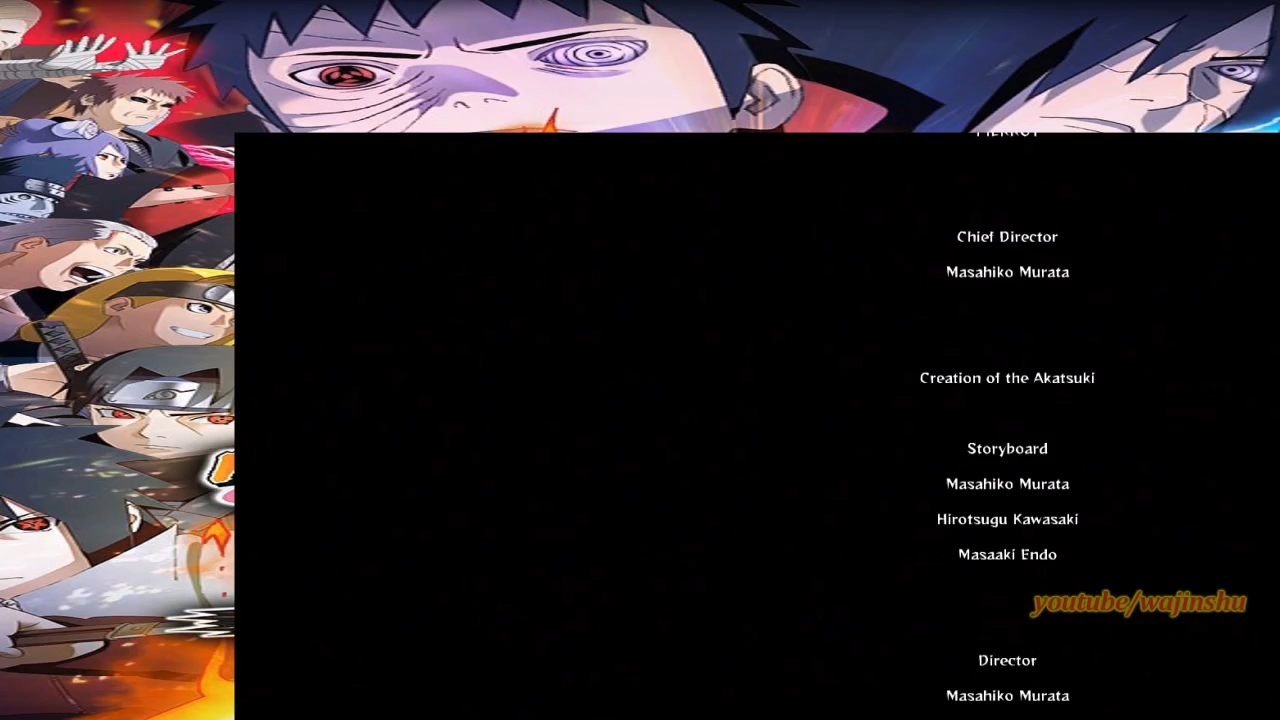 Chief Director
Masahiko Murata
Creation of the Akatsuki
Storyboard
Masahiko Murata
Hirotsugu Kawasaki
Masaaki Endo
youtube/wajinshu
Director
Masahiko Murata